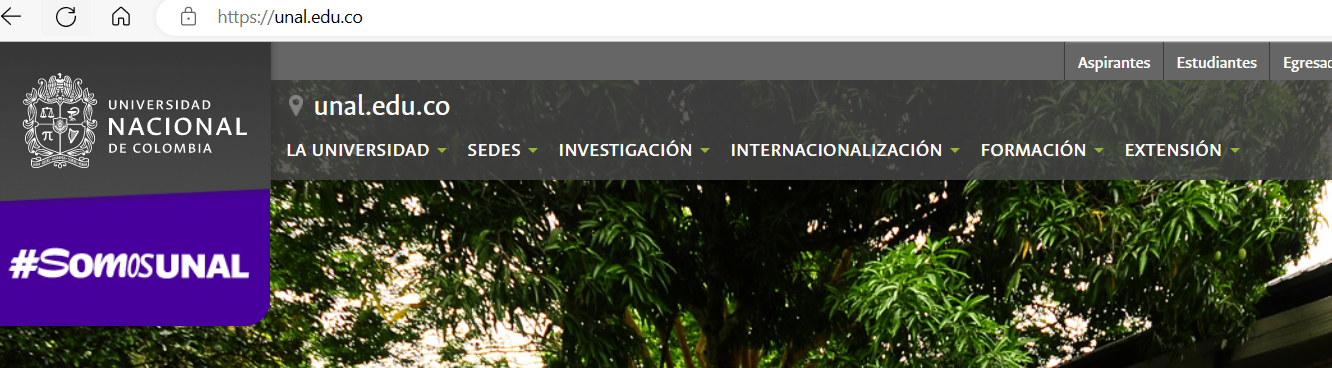 https://unal.edu.co
Aspirantes Estudiantes Egresad
UNIVERSIDAD
NACIONAL
DE COLOMBIA
unal.edu.co
LA UNIVERSIDAD SEDES INVESTIGACIÓN INTERNACIONALIZACIÓN FORMACIÓN EXTENSIÓN
#SomosUNAL